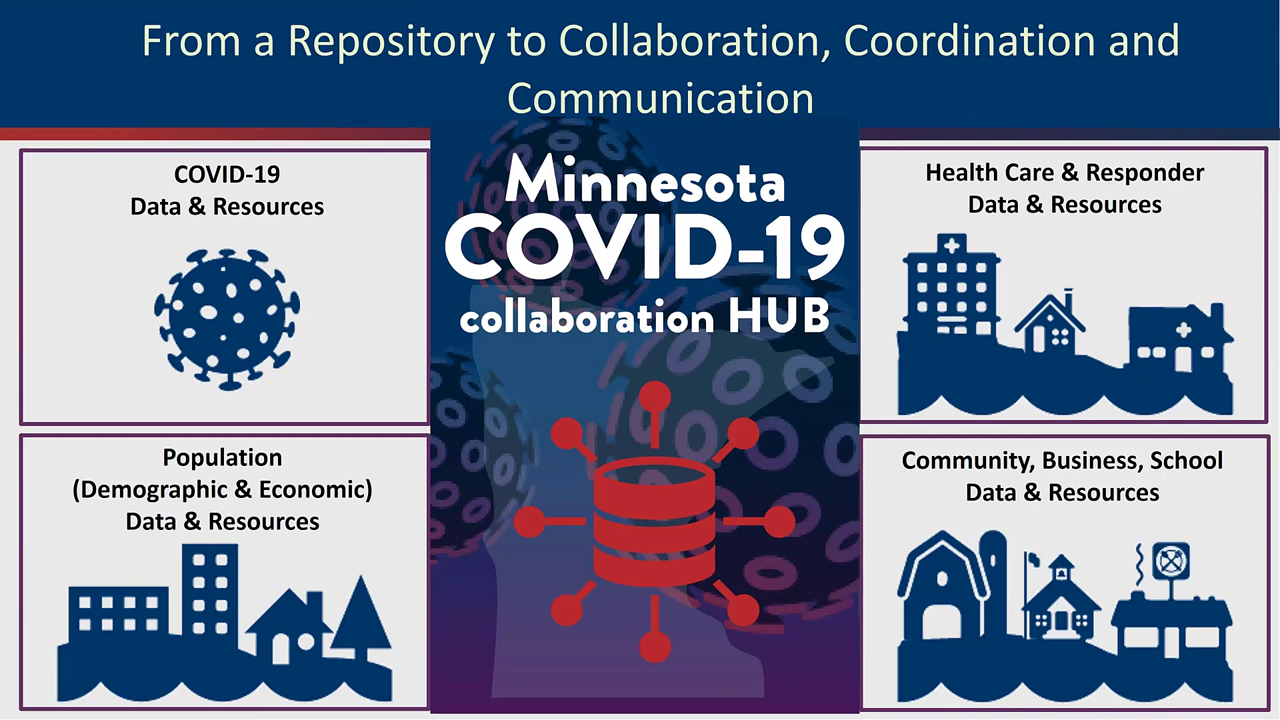 From a Repository to Collaboration, Coordination and
Communication
COVID-19
Data & Resources
Minnesota
COVID-19
collaboration HUB
Health Care & Responder
Data & Resources
Population
(Demographic & Economic)
Data & Resources
Community, Business, School
Data & Resources